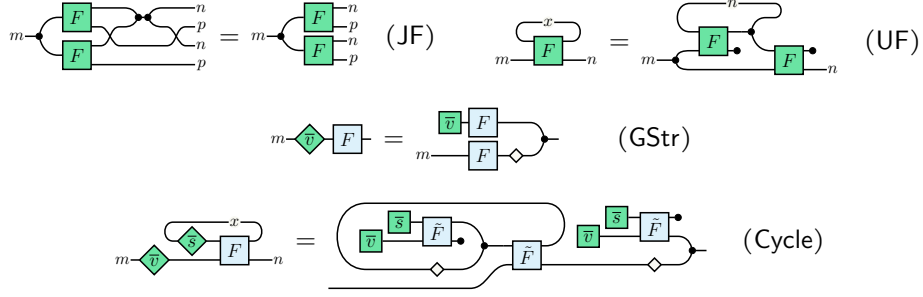 m F F n p n p = m F F n p n p (JF) x m F n = n m F F n (UF)
m v̅ F = v̅ F m F (GStr)
m v̅ s̅ x F n = v̅ s̅ F̃ F̃ v̅ s̅ F̃ (Cycle)